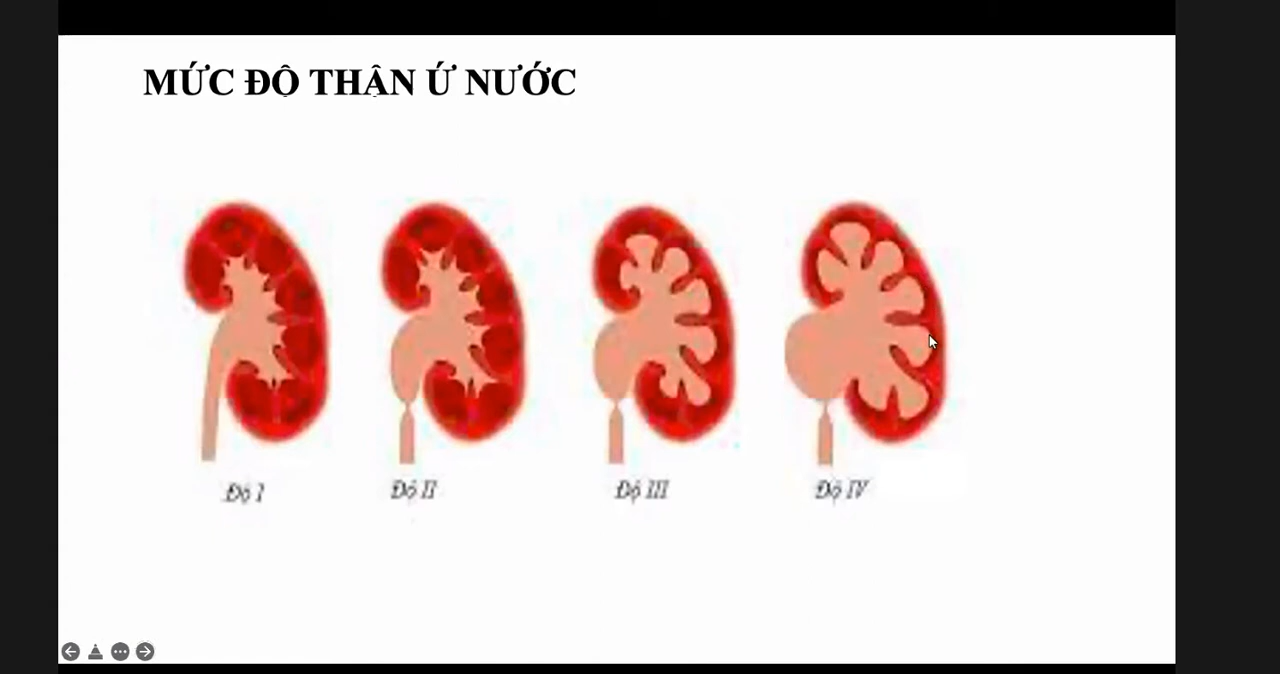 MỨC ĐỘ THẬN Ứ NƯỚC
Độ I
Độ II
Độ III
Độ IV